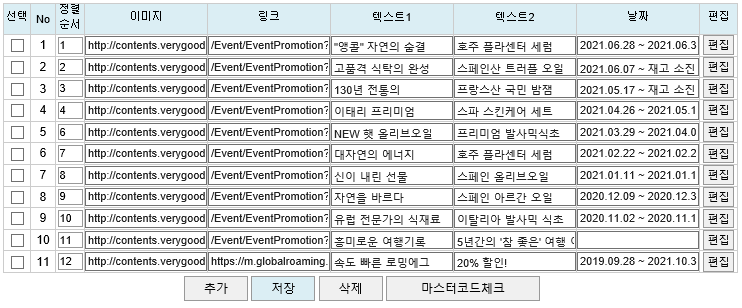 선택 No 정렬순서 이미지 링크 텍스트1 텍스트2 날짜 편집
1 1 http://contents.verygood /Event/EventPromotion? "앵콜" 자연의 숨결 호주 플라센터 세럼 2021.06.28 ~ 2021.06.3 편집
2 2 http://contents.verygood /Event/EventPromotion? 고품격 식탁의 완성 스페인산 트러플 오일 2021.06.07 ~ 재고 소진 편집
3 3 http://contents.verygood /Event/EventPromotion? 130년 전통의 프랑스산 국민 밤잼 2021.05.17 ~ 재고 소진 편집
4 4 http://contents.verygood /Event/EventPromotion? 이태리 프리미엄 스파 스킨케어 세트 2021.04.26 ~ 2021.05.1 편집
5 6 http://contents.verygood /Event/EventPromotion? NEW 햇 올리브오일 프리미엄 발사믹식초 2021.03.29 ~ 2021.04.0 편집
6 7 http://contents.verygood /Event/EventPromotion? 대자연의 에너지 호주 플라센터 세럼 2021.02.22 ~ 2021.02.2 편집
7 8 http://contents.verygood /Event/EventPromotion? 신이 내린 선물 스페인 올리브오일 2021.01.11 ~ 2021.01.1 편집
8 9 http://contents.verygood /Event/EventPromotion? 자연을 바르다 스페인 아르간 오일 2020.12.09 ~ 2020.12.3 편집
9 10 http://contents.verygood /Event/EventPromotion? 유럽 전문가의 식재료 이탈리아 발사믹 식초 2020.11.02 ~ 2020.11.1 편집
10 11 http://contents.verygood /Event/EventPromotion? 흥미로운 여행기록 5년간의 '참 좋은' 여행 편집
11 12 http://contents.verygood https://m.globalroaming. 속도 빠른 로밍에그 20% 할인! 2019.09.28 ~ 2021.10.3 편집
추가 저장 삭제 마스터코드체크